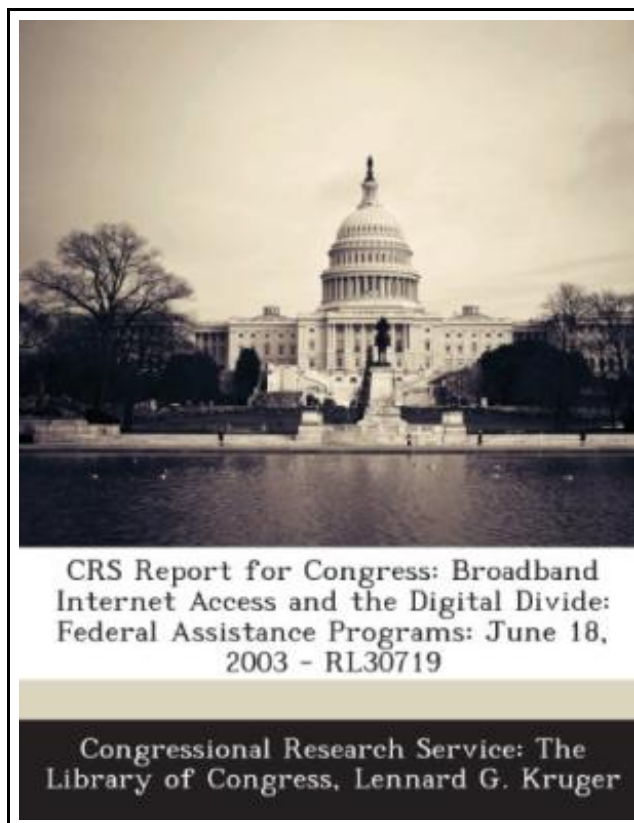 CRS Report for Congress: Broadband
Internet Access and the Digital Divide:
Federal Assistance Programs: June 18,
2003 - RL30719
Congressional Research Service: The
Library of Congress, Lennard G. Kruger